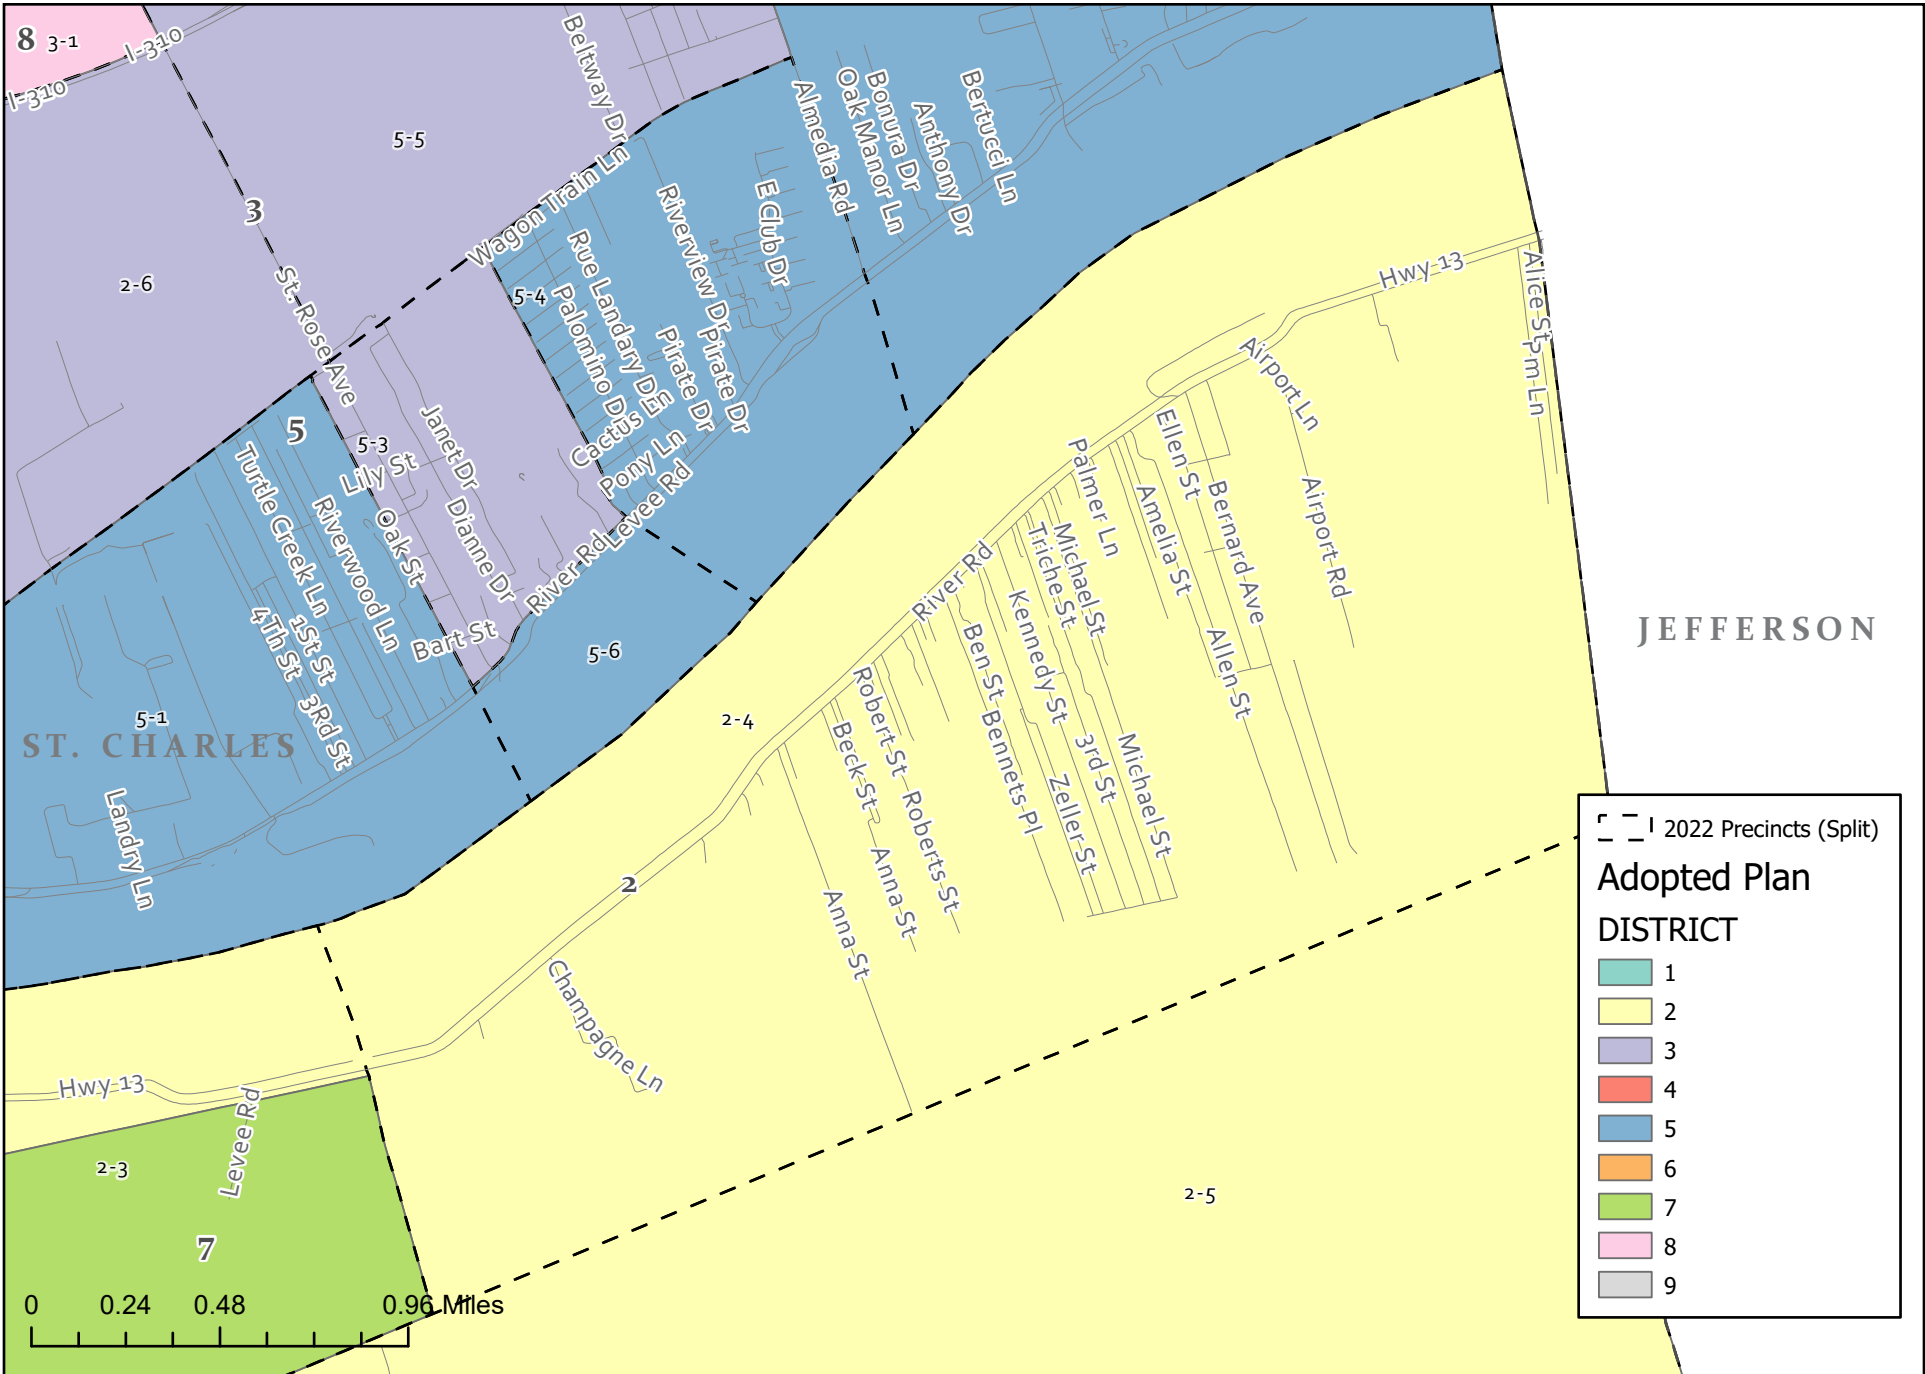 8 3-1
I-310
I-310
5-5
3
2-6
Beltway Dr
Wagon Train Ln
Almedia Rd
Oak Manor Ln
Bonura Dr
Anthony Dr
Bertucci Ln
E Club Dr
Riverview Dr
St. Rose Ave
5-4
Rue Landary Dr
Palomino Dr
Pirate Dr
Pirate Dr
Cactus Ln
Pony Ln
Levee Rd
River Rd
5
5-3
Lily St
Janet Dr
Dianne Dr
Oak St
Bart St
Turtle Creek Ln
Riverwood Ln
1St St
4Th St
3Rd St
5-6
5-1
ST. CHARLES
Landry Ln
Hwy 13
Alice St
Pm Ln
Airport Ln
Airport Rd
Ellen St
Bernard Ave
Palmer Ln
Amelia St
Allen St
Michael St
Triche St
River Rd
Kennedy St
Ben St
Bennets Pl
3rd St
Michael St
Zeller St
Robert St
Beck St
Roberts St
Anna St
Anna St
2-4
2
Champagne Ln
JEFFERSON
Hwy 13
Levee Rd
2-3
7
2-5
0 0.24 0.48 0.96 Miles
2022 Precincts (Split)
Adopted Plan
DISTRICT
1
2
3
4
5
6
7
8
9